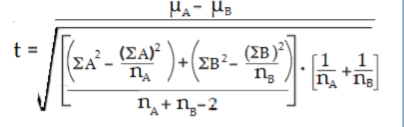 μA - μB
t = √ [ ( ΣA² - (ΣA)² / nA ) + ( ΣB² - (ΣB)² / nB ) ] · [ 1/nA + 1/nB ]
nA + nB - 2